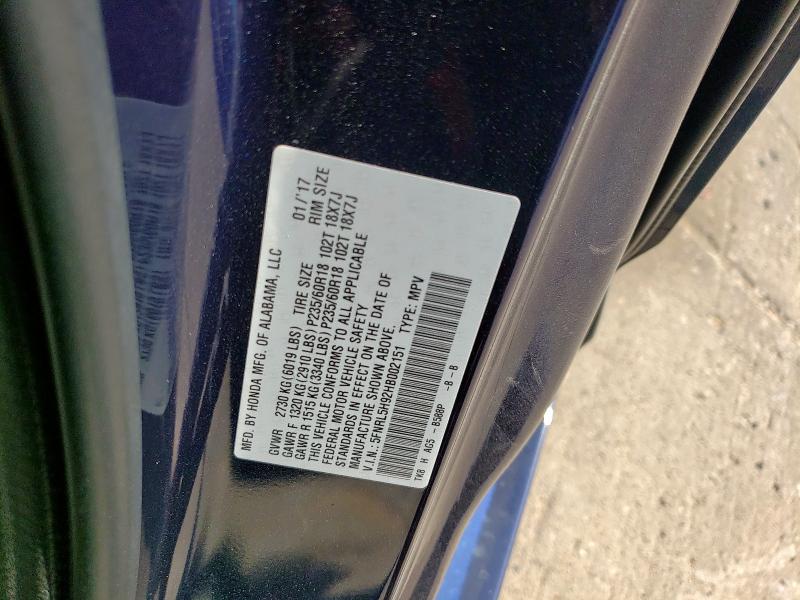 MFD. BY HONDA MFG. OF ALABAMA, LLC 01/'17
GVWR 2730 KG(6019 LBS) TIRE SIZE RIM SIZE
GAWR F 1320 KG(2910 LBS) P235/60R18 102T 18X7J
GAWR R 1515 KG(3340 LBS) P235/60R18 102T 18X7J
THIS VEHICLE CONFORMS TO ALL APPLICABLE
FEDERAL MOTOR VEHICLE SAFETY
STANDARDS IN EFFECT ON THE DATE OF
MANUFACTURE SHOWN ABOVE.
V.I.N.:5FNRL5H92HB002151 TYPE: MPV
TK8 H AG5 -B588P -B -B